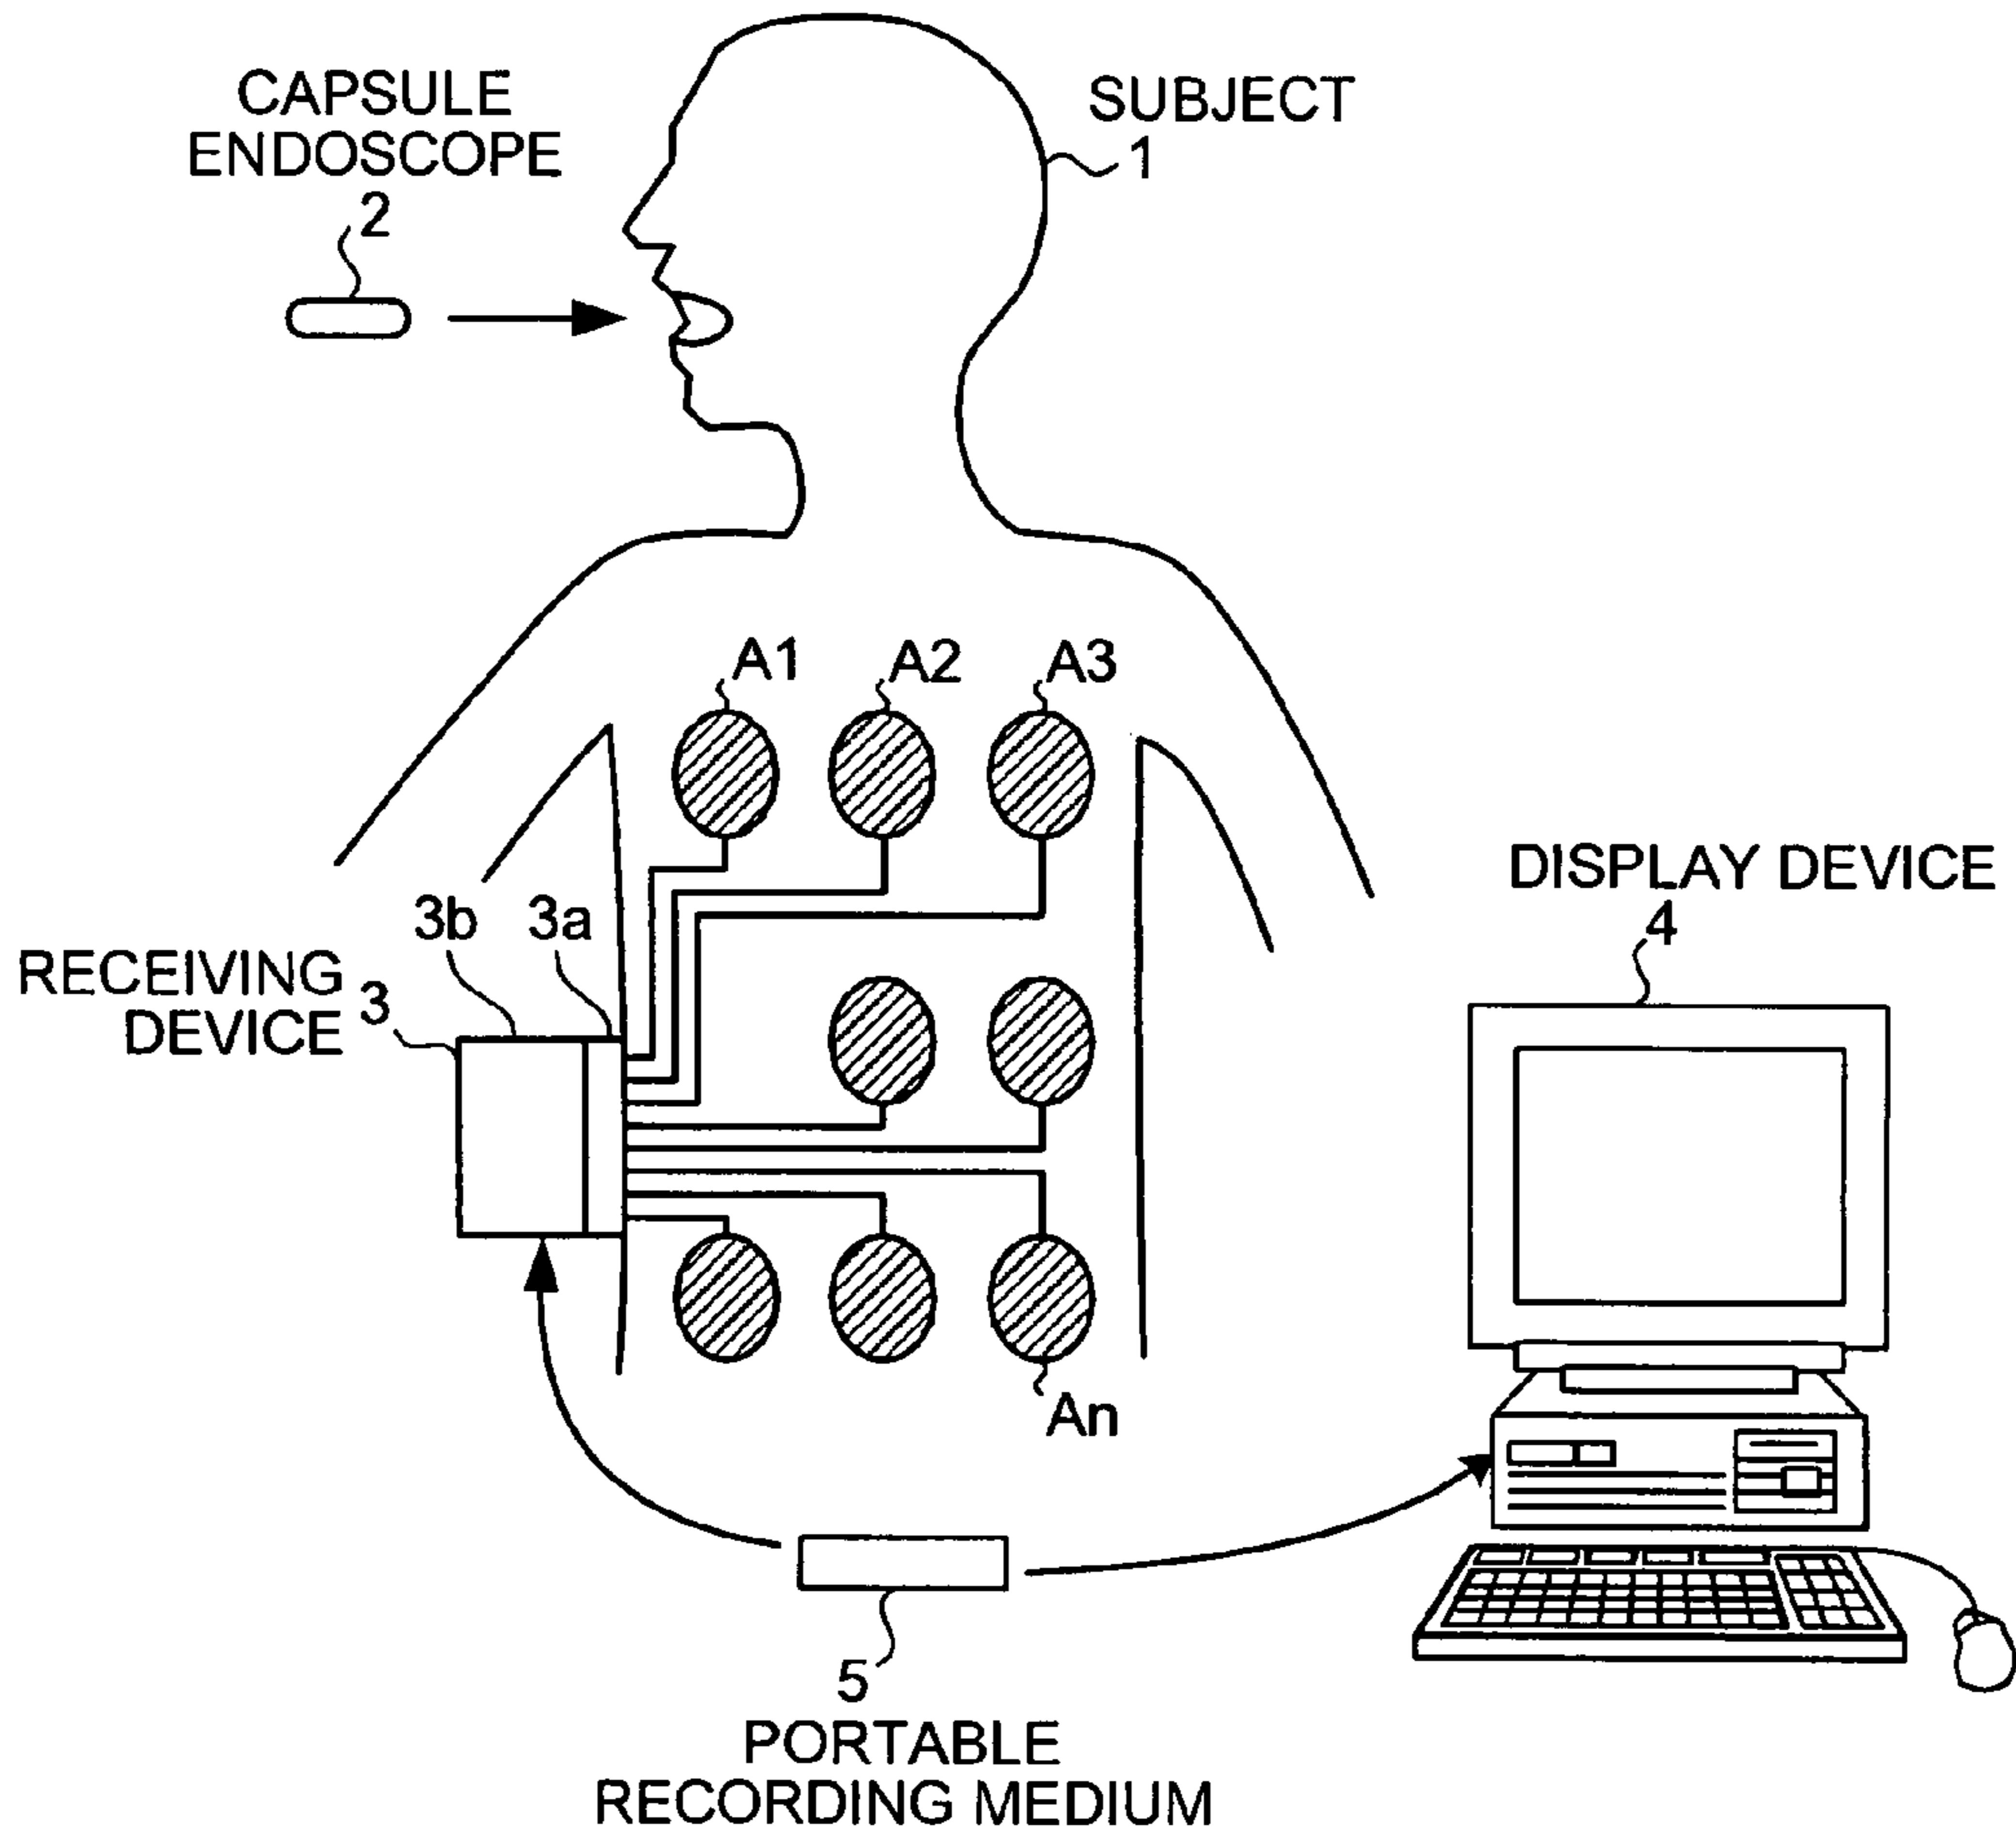 CAPSULE
ENDOSCOPE
2
SUBJECT
1
A1 A2 A3
DISPLAY DEVICE
4
3b 3a
RECEIVING
DEVICE 3
An
5
PORTABLE
RECORDING MEDIUM